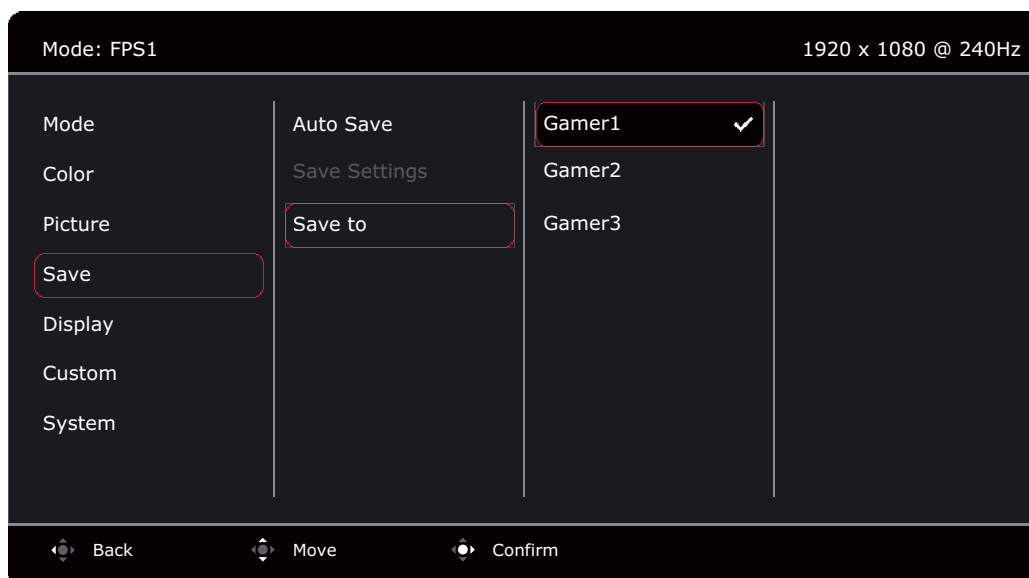 Mode: FPS1
1920 x 1080 @ 240Hz
Mode
Color
Picture
Save
Display
Custom
System
Auto Save
Save Settings
Save to
Gamer1
Gamer2
Gamer3
Back
Move
Confirm